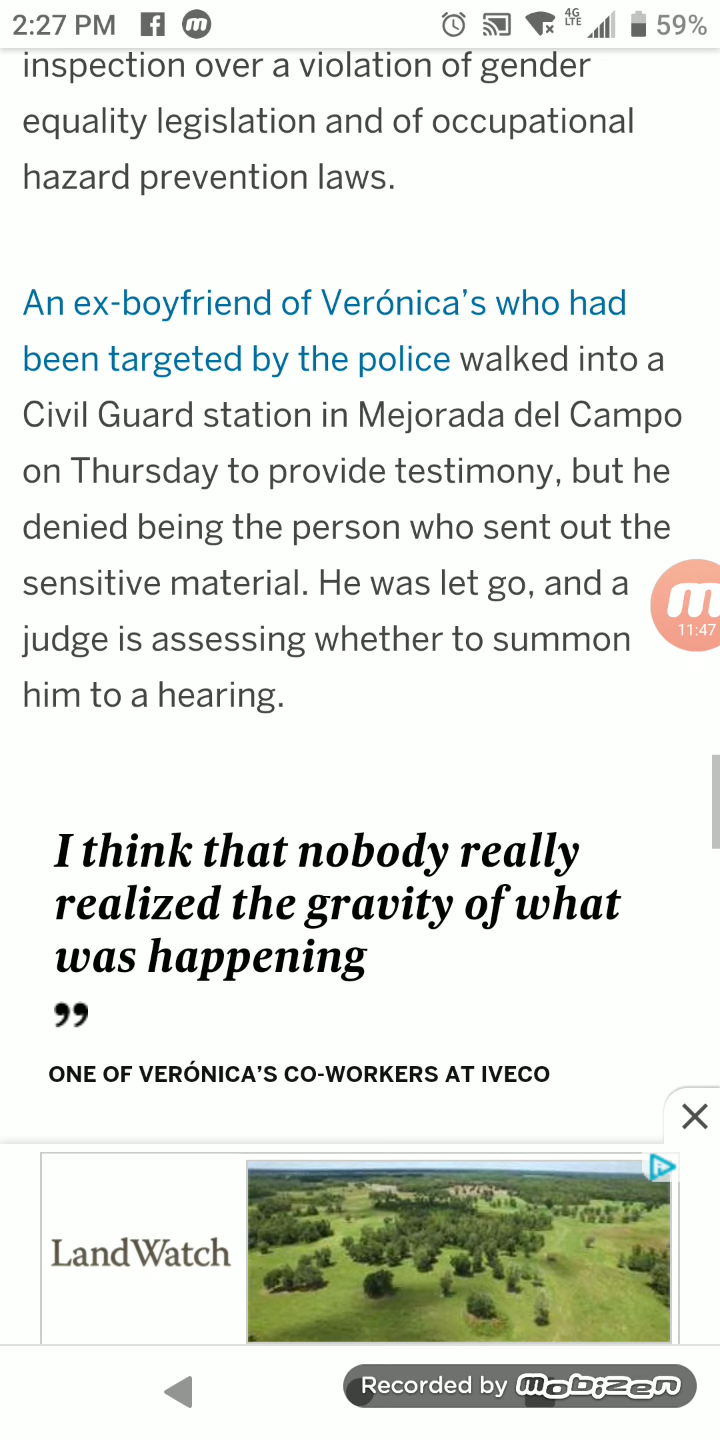 2:27 PM
4G
LTE
59%
inspection over a violation of gender
equality legislation and of occupational
hazard prevention laws.
An ex-boyfriend of Verónica’s who had
been targeted by the police walked into a
Civil Guard station in Mejorada del Campo
on Thursday to provide testimony, but he
denied being the person who sent out the
sensitive material. He was let go, and a
judge is assessing whether to summon
him to a hearing.
m
11:47
I think that nobody really
realized the gravity of what
was happening
”
ONE OF VERÓNICA’S CO-WORKERS AT IVECO
LandWatch
Recorded by mobizen